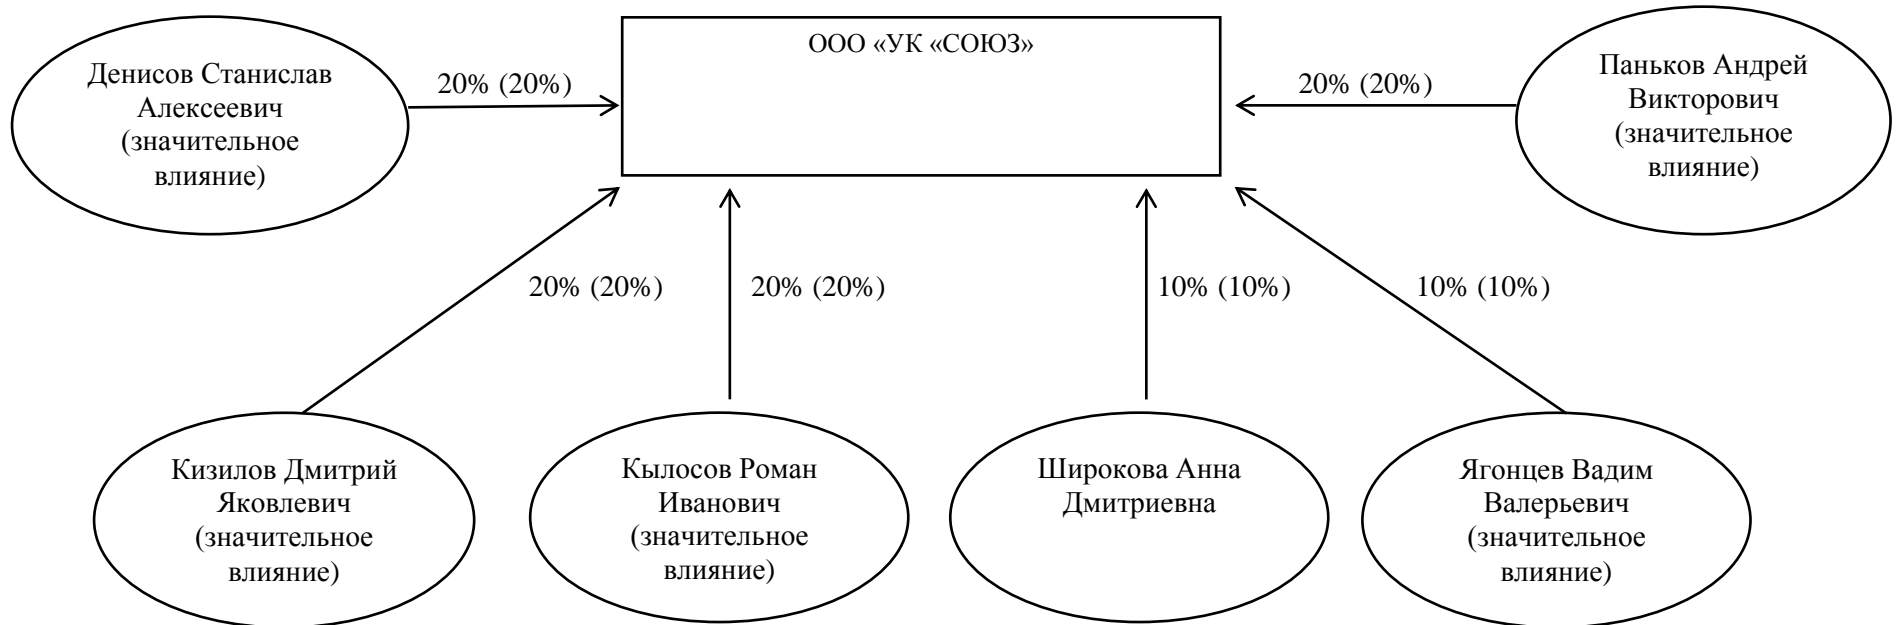 ООО «УК «СОЮЗ»
Денисов Станислав
Алексеевич
(значительное
влияние)
20% (20%)
20% (20%)
Паньков Андрей
Викторович
(значительное
влияние)
20% (20%)
20% (20%)
10% (10%)
10% (10%)
Кизилов Дмитрий
Яковлевич
(значительное
влияние)
Кылосов Роман
Иванович
(значительное
влияние)
Широкова Анна
Дмитриевна
Ягонцев Вадим
Валерьевич
(значительное
влияние)